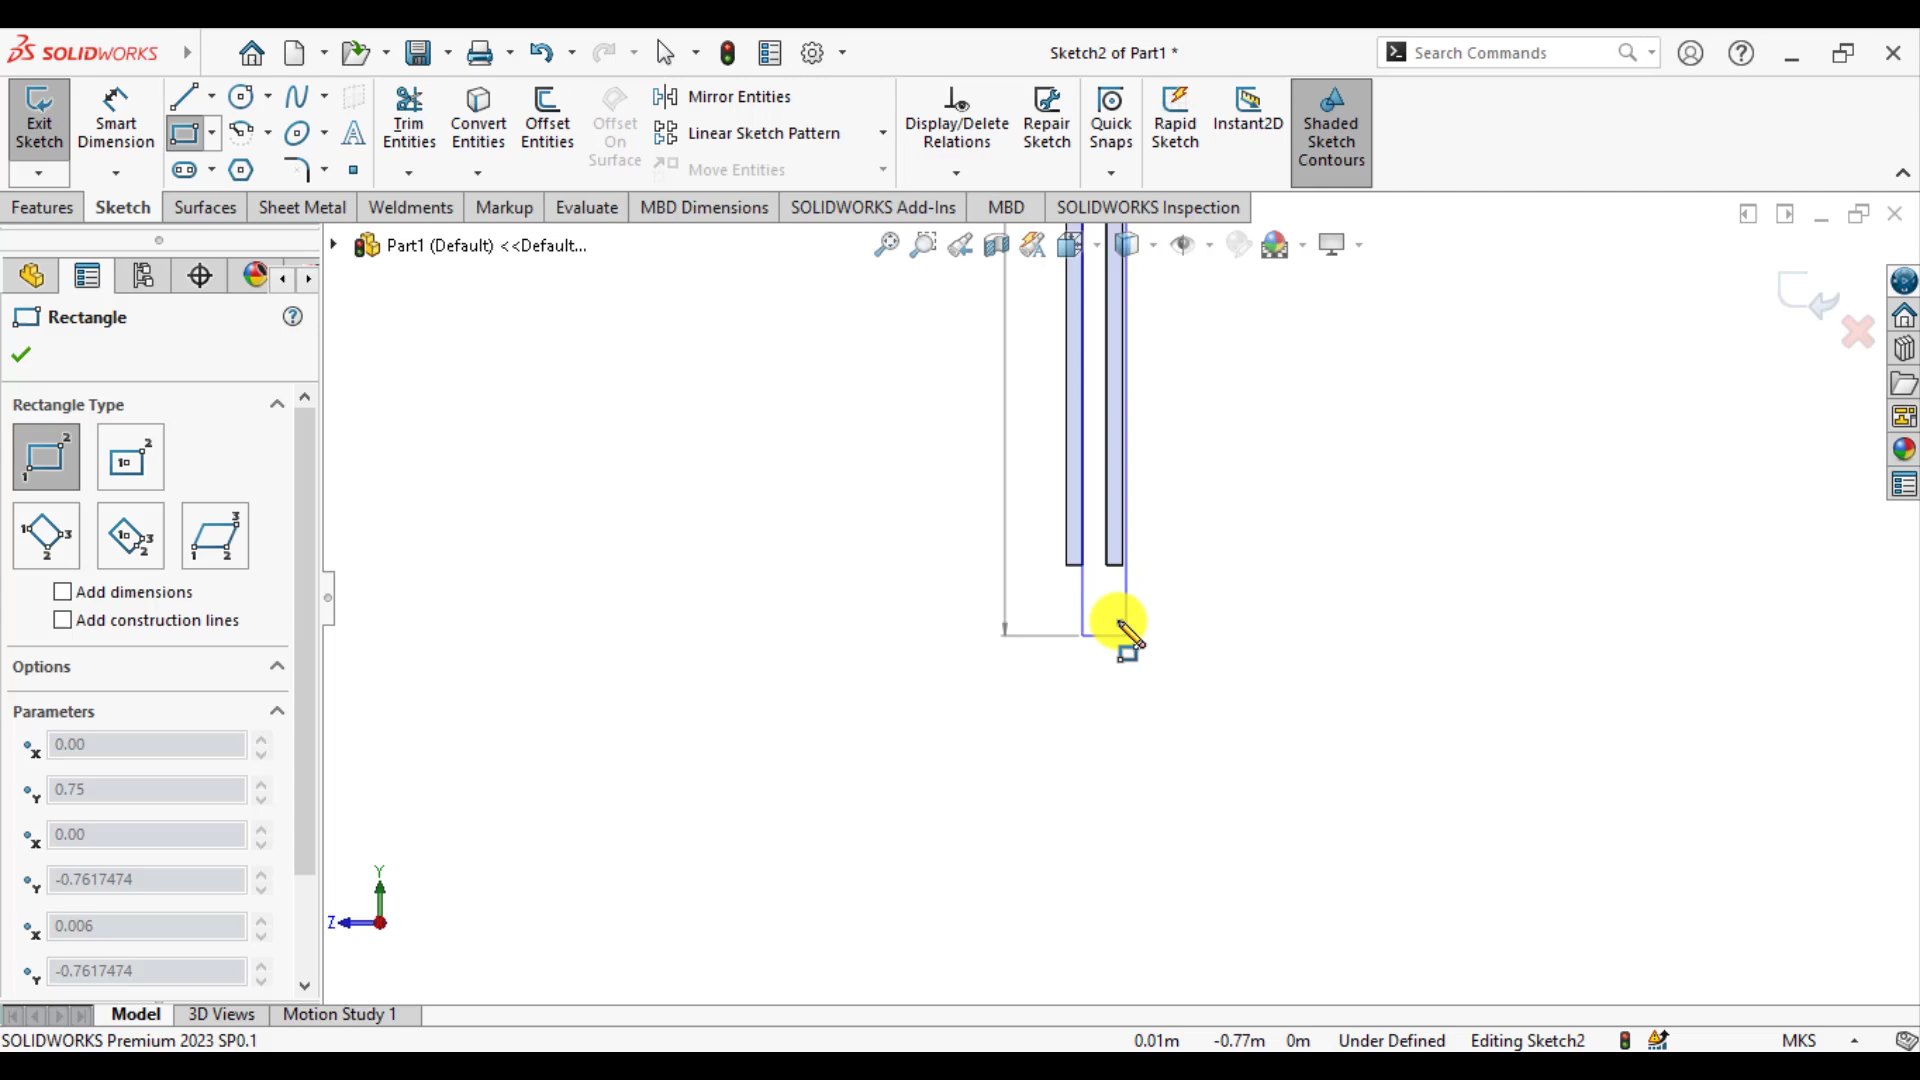 SOLIDWORKS
Sketch2 of Part1 *
Search Commands
Exit Sketch
Smart Dimension
Trim Entities
Convert Entities
Offset Entities
Offset On Surface
Mirror Entities
Linear Sketch Pattern
Move Entities
Display/Delete Relations
Repair Sketch
Quick Snaps
Rapid Sketch
Instant2D
Shaded Sketch Contours
Features
Sketch
Surfaces
Sheet Metal
Weldments
Markup
Evaluate
MBD Dimensions
SOLIDWORKS Add-Ins
MBD
SOLIDWORKS Inspection
Part1 (Default) <<Default...
Rectangle
Rectangle Type
Add dimensions
Add construction lines
Options
Parameters
X 0.00
Y 0.75
X 0.00
Y -0.7617474
X 0.006
X -0.7617474
Y
Z
Model
3D Views
Motion Study 1
SOLIDWORKS Premium 2023 SP0.1
0.01m
-0.77m
0m
Under Defined
Editing Sketch2
MKS